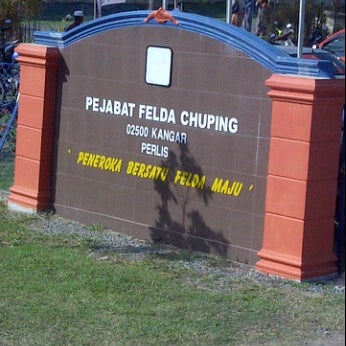 PEJABAT FELDA CHUPING
02500 KANGAR
PERLIS
' PENEROKA BERSATU FELDA MAJU '